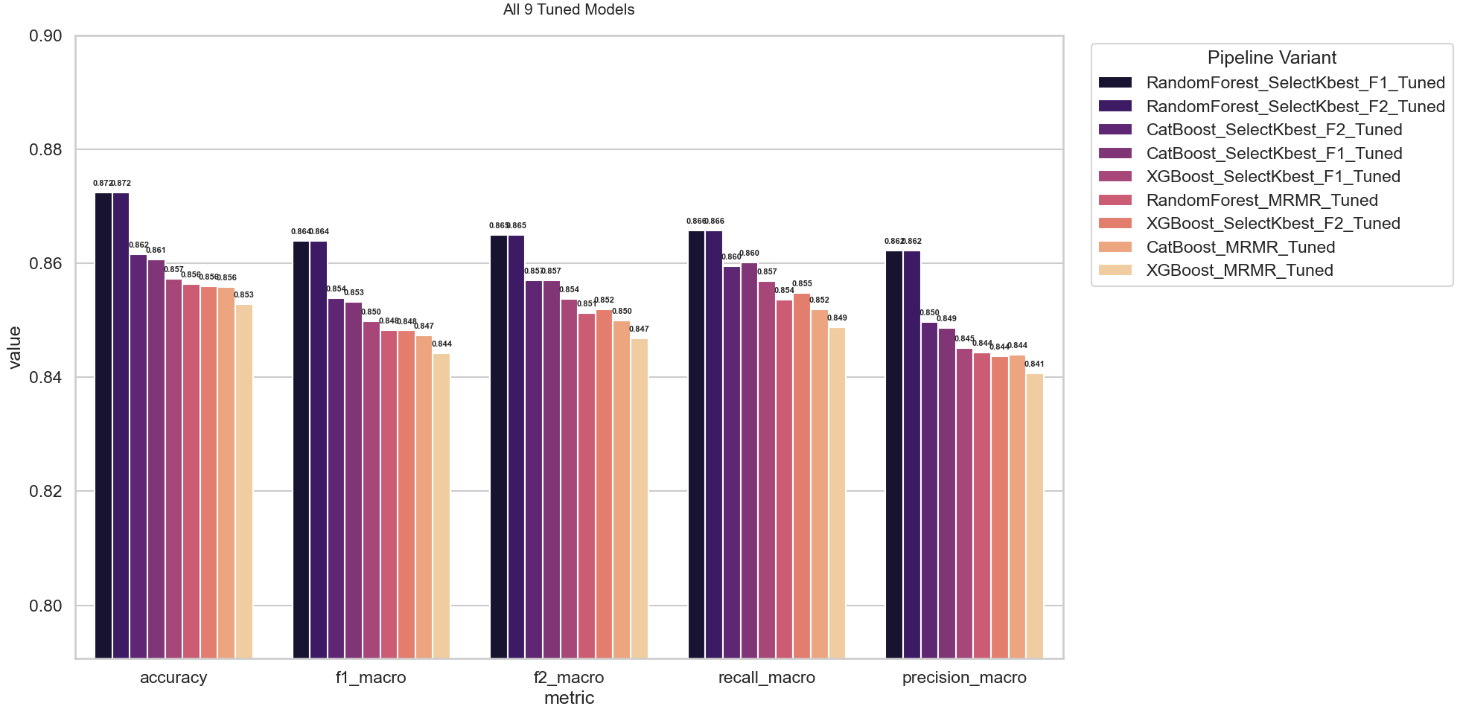 All 9 Tuned Models
0.90
0.88
0.86
0.84
0.82
0.80
value
0.872 0.872 0.862 0.861 0.857 0.856 0.856 0.856 0.853
0.864 0.864 0.854 0.853 0.850 0.848 0.848 0.847 0.844
0.865 0.865 0.857 0.857 0.854 0.851 0.852 0.850 0.847
0.866 0.866 0.860 0.860 0.857 0.854 0.855 0.852 0.849
0.862 0.862 0.850 0.849 0.845 0.844 0.844 0.844 0.841
accuracy f1_macro f2_macro recall_macro precision_macro
metric
Pipeline Variant
RandomForest_SelectKbest_F1_Tuned
RandomForest_SelectKbest_F2_Tuned
CatBoost_SelectKbest_F2_Tuned
CatBoost_SelectKbest_F1_Tuned
XGBoost_SelectKbest_F1_Tuned
RandomForest_MRMR_Tuned
XGBoost_SelectKbest_F2_Tuned
CatBoost_MRMR_Tuned
XGBoost_MRMR_Tuned